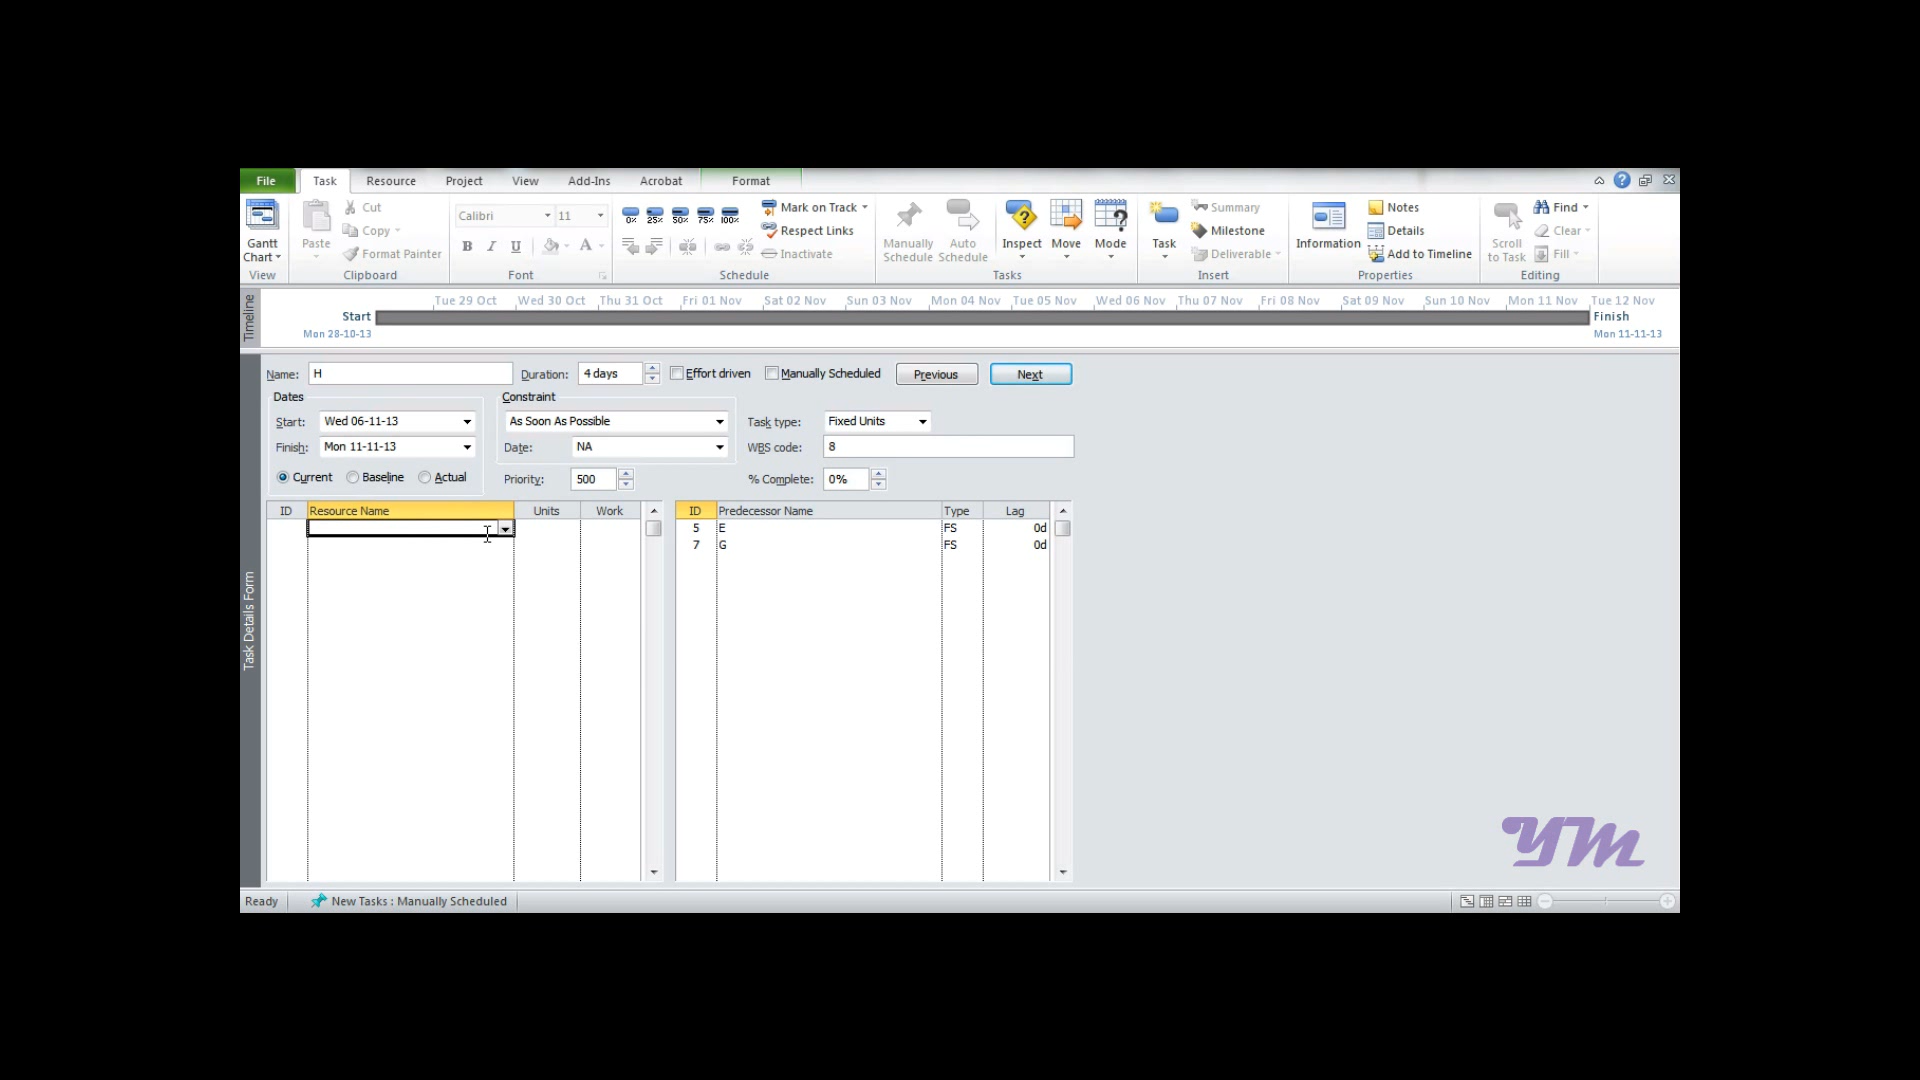 File Task Resource Project View Add-Ins Acrobat Format
Gantt Chart
View
Paste
Cut
Copy
Format Painter
Clipboard
Calibri 11
B I U A
Font
0% 25% 50% 75% 100%
Mark on Track
Respect Links
Inactivate
Schedule
Manually Schedule
Auto Schedule
Inspect Move Mode
Tasks
Task
Summary
Milestone
Deliverable
Insert
Information
Notes
Details
Add to Timeline
Properties
Scroll to Task
Find
Clear
Fill
Editing
Timeline
Tue 29 Oct Wed 30 Oct Thu 31 Oct Fri 01 Nov Sat 02 Nov Sun 03 Nov Mon 04 Nov Tue 05 Nov Wed 06 Nov Thu 07 Nov Fri 08 Nov Sat 09 Nov Sun 10 Nov Mon 11 Nov Tue 12 Nov
Start Finish
Mon 28-10-13 Mon 11-11-13
Task Details Form
Name: H Duration: 4 days Effort driven Manually Scheduled Previous Next
Dates Constraint
Start: Wed 06-11-13 As Soon As Possible Task type: Fixed Units
Finish: Mon 11-11-13 Date: NA WBS code: 8
Current Baseline Actual Priority: 500 % Complete: 0%
ID Resource Name Units Work ID Predecessor Name Type Lag
5 E FS 0d
7 G FS 0d
YM
Ready New Tasks : Manually Scheduled